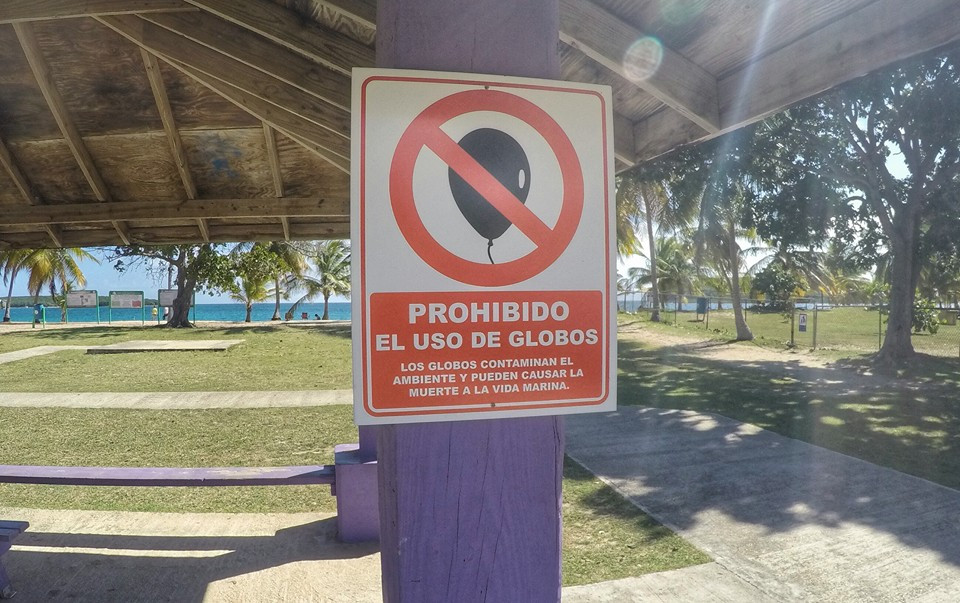 PROHIBIDO
EL USO DE GLOBOS
LOS GLOBOS CONTAMINAN EL
AMBIENTE Y PUEDEN CAUSAR LA
MUERTE A LA VIDA MARINA.